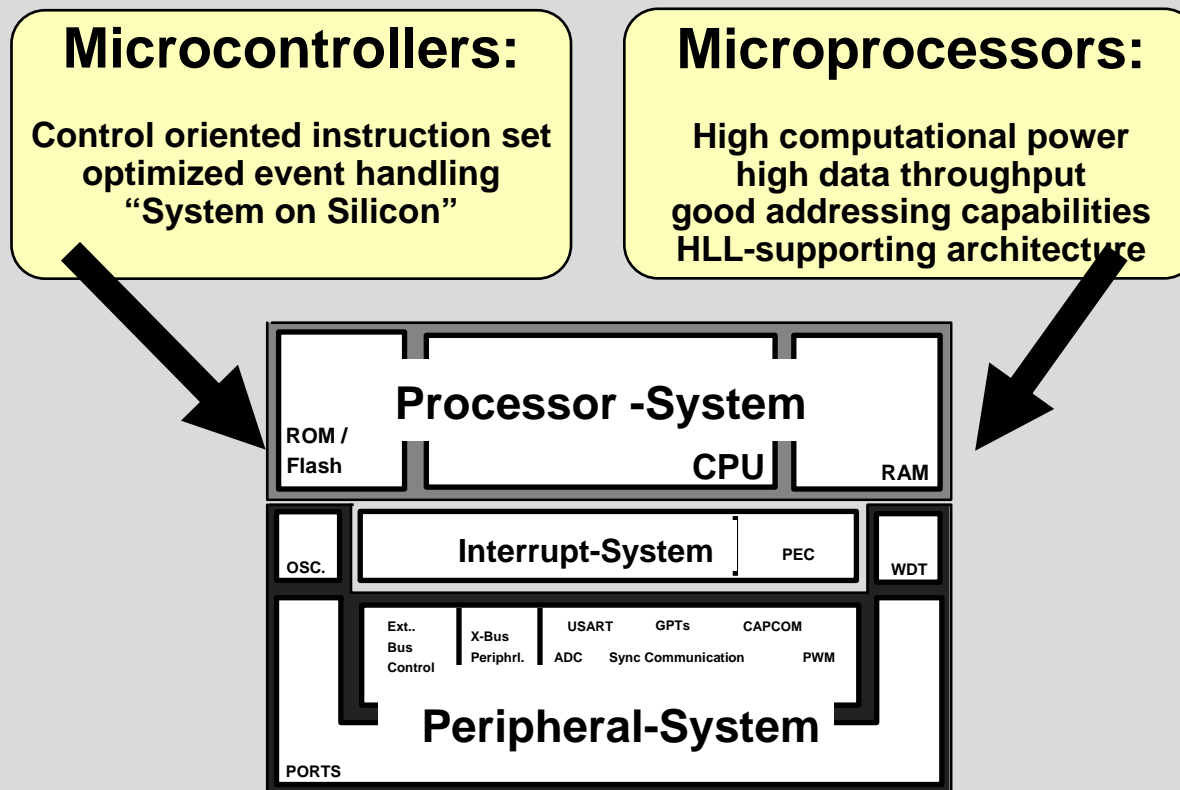 Microcontrollers:
Control oriented instruction set
optimized event handling
“System on Silicon”
Microprocessors:
High computational power
high data throughput
good addressing capabilities
HLL-supporting architecture
Processor -System
ROM /
Flash
CPU
RAM
OSC.
Interrupt-System
PEC
WDT
Ext..
Bus
Control
X-Bus
Periphrl.
USART GPTs CAPCOM
ADC Sync Communication PWM
Peripheral-System
PORTS